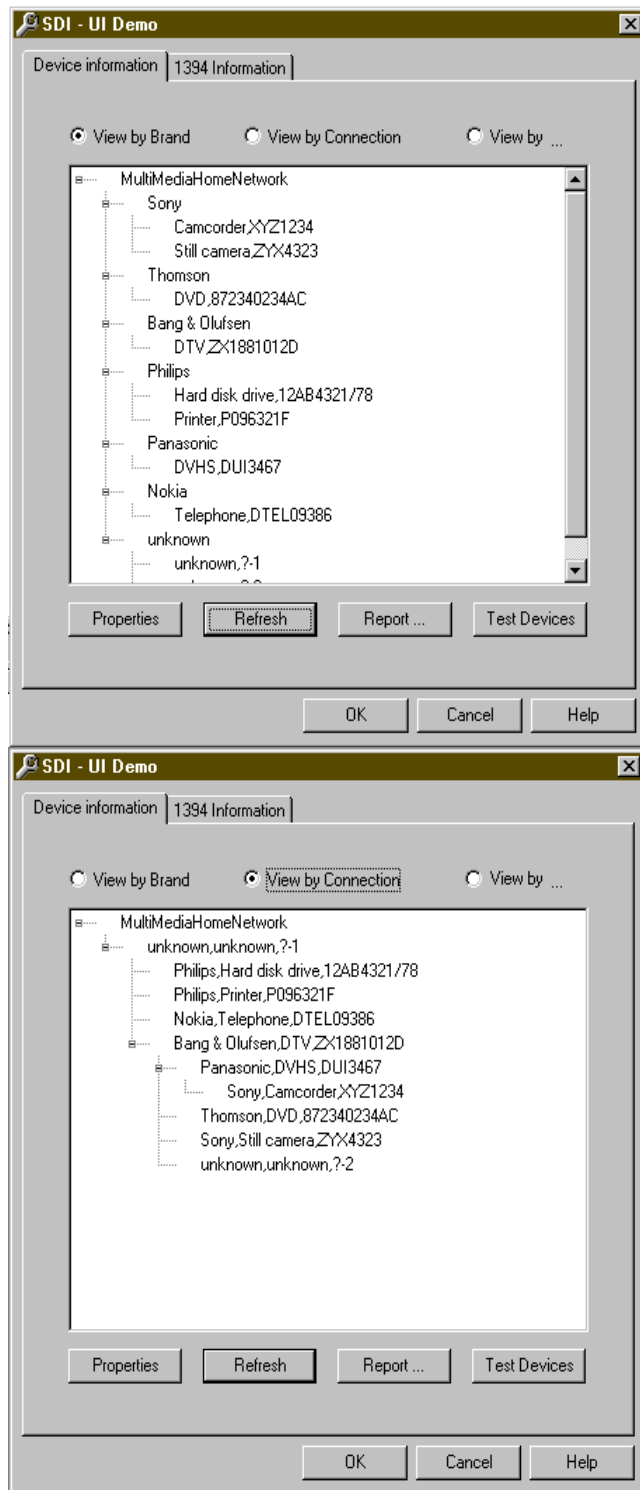 SDI - UI Demo
Device information 1394 Information
View by Brand View by Connection View by ...
MultiMediaHomeNetwork
Sony
Camcorder,XYZ1234
Still camera,ZYX4323
Thomson
DVD,872340234AC
Bang & Olufsen
DTV,ZX1881012D
Philips
Hard disk drive,12AB4321/78
Printer,P096321F
Panasonic
DVHS,DUI3467
Nokia
Telephone,DTEL09386
unknown
unknown,?-1
Properties Refresh Report ... Test Devices
OK Cancel Help
SDI - UI Demo
Device information 1394 Information
View by Brand View by Connection View by ...
MultiMediaHomeNetwork
unknown,unknown,?-1
Philips,Hard disk drive,12AB4321/78
Philips,Printer,P096321F
Nokia,Telephone,DTEL09386
Bang & Olufsen,DTV,ZX1881012D
Panasonic,DVHS,DUI3467
Sony,Camcorder,XYZ1234
Thomson,DVD,872340234AC
Sony,Still camera,ZYX4323
unknown,unknown,?-2
Properties Refresh Report ... Test Devices
OK Cancel Help